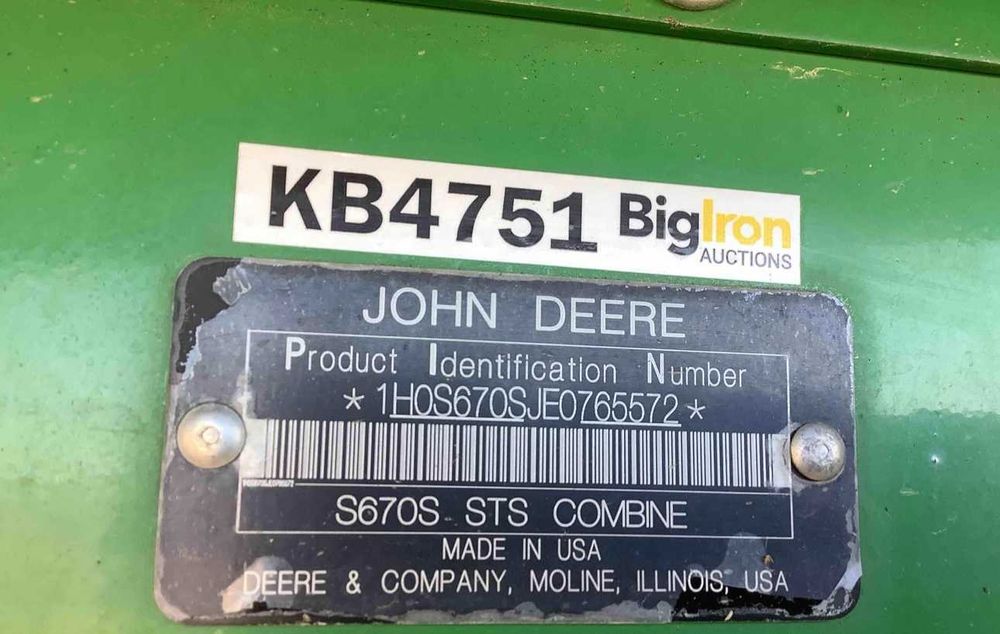 KB4751 BigIron AUCTIONS
JOHN DEERE
Product Identification Number
*1H0S670SJE0765572*
S670S STS COMBINE
MADE IN USA
DEERE & COMPANY, MOLINE, ILLINOIS, USA